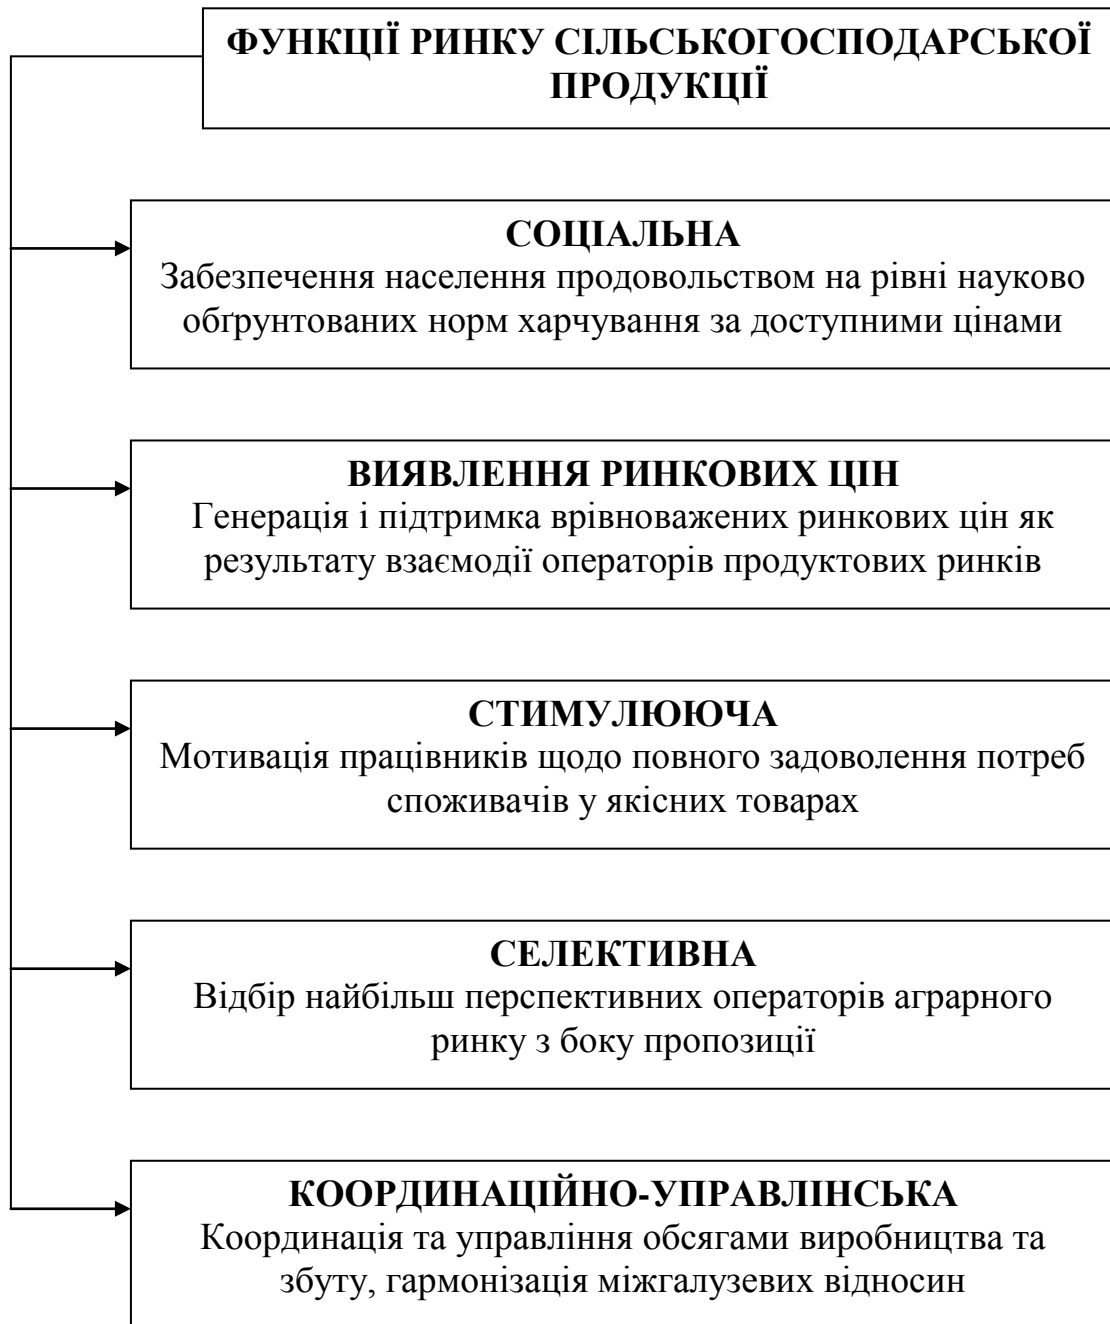 ФУНКЦІЇ РИНКУ СІЛЬСЬКОГОСПОДАРСЬКОЇ
ПРОДУКЦІЇ
СОЦІАЛЬНА
Забезпечення населення продовольством на рівні науково
обґрунтованих норм харчування за доступними цінами
ВИЯВЛЕННЯ РИНКОВИХ ЦІН
Генерація і підтримка врівноважених ринкових цін як
результату взаємодії операторів продуктових ринків
СТИМУЛЮЮЧА
Мотивація працівників щодо повного задоволення потреб
споживачів у якісних товарах
СЕЛЕКТИВНА
Відбір найбільш перспективних операторів аграрного
ринку з боку пропозиції
КООРДИНАЦІЙНО-УПРАВЛІНСЬКА
Координація та управління обсягами виробництва та
збуту, гармонізація міжгалузевих відносин